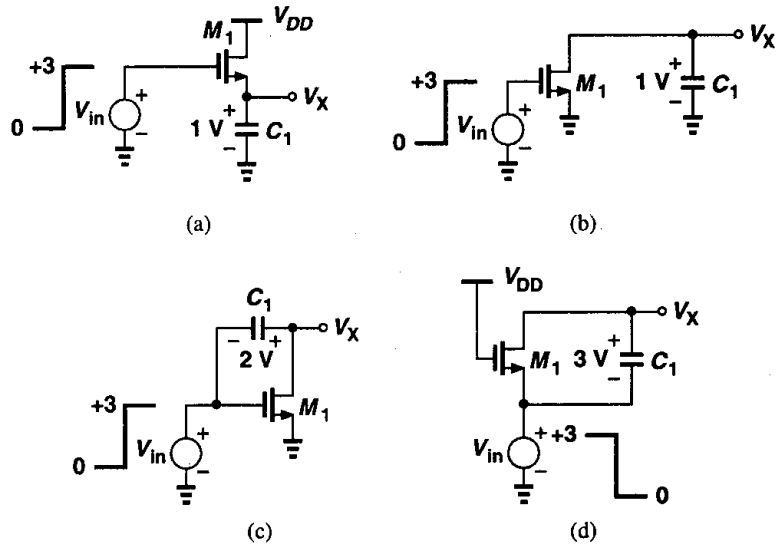 M1 VDD
+3
0
Vin
+
−
VX
+
1 V C1
−
(a)
VX
+3
0
Vin
+
−
M1
+
1 V C1
−
(b)
C1
− +
2 V
VX
+3
0
Vin
+
−
M1
(c)
VDD
VX
M1
+
3 V C1
−
Vin
+
−
+3
0
(d)